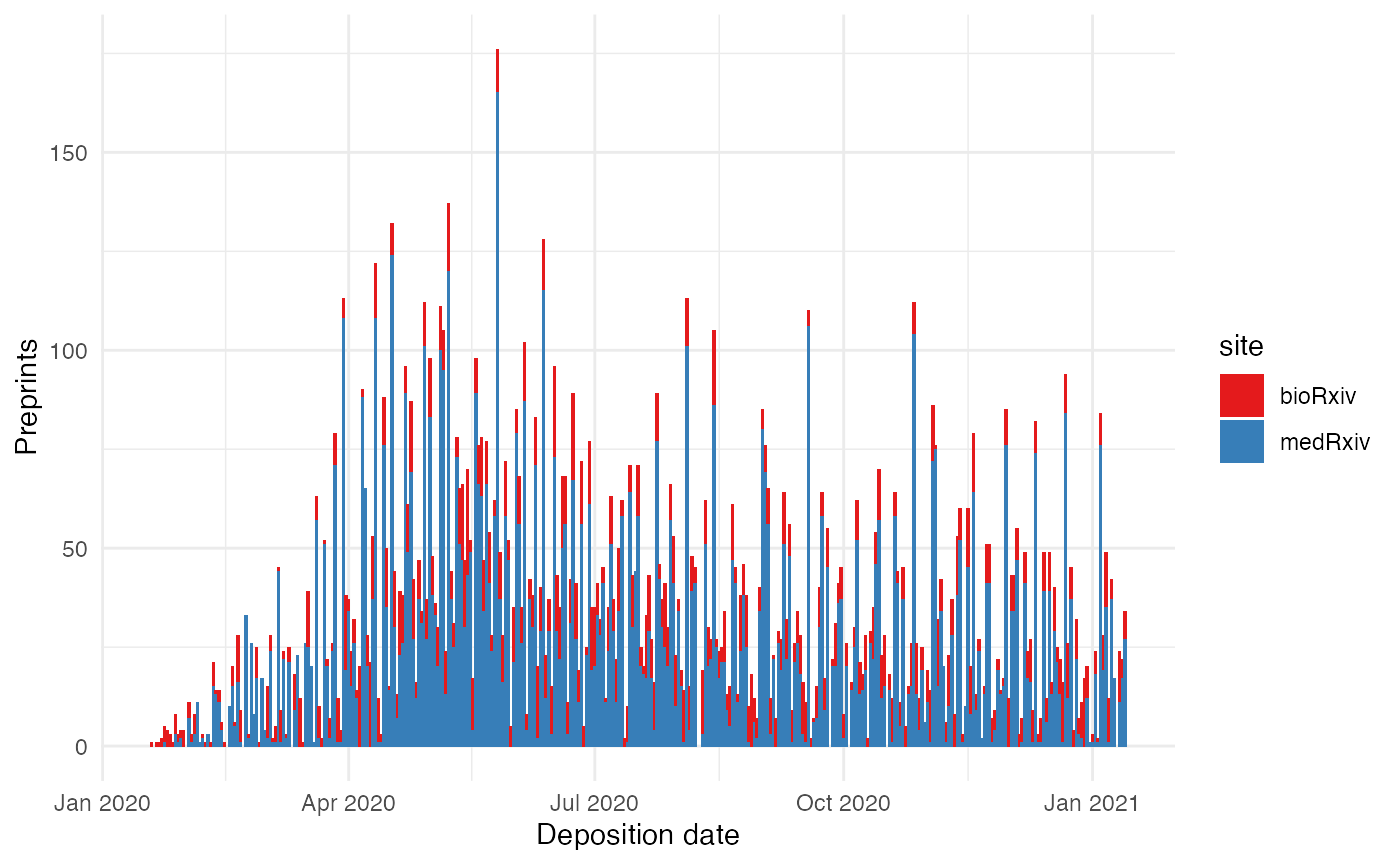 Preprints
150
100
50
0
Jan 2020
Apr 2020
Jul 2020
Oct 2020
Jan 2021
Deposition date
site
bioRxiv
medRxiv